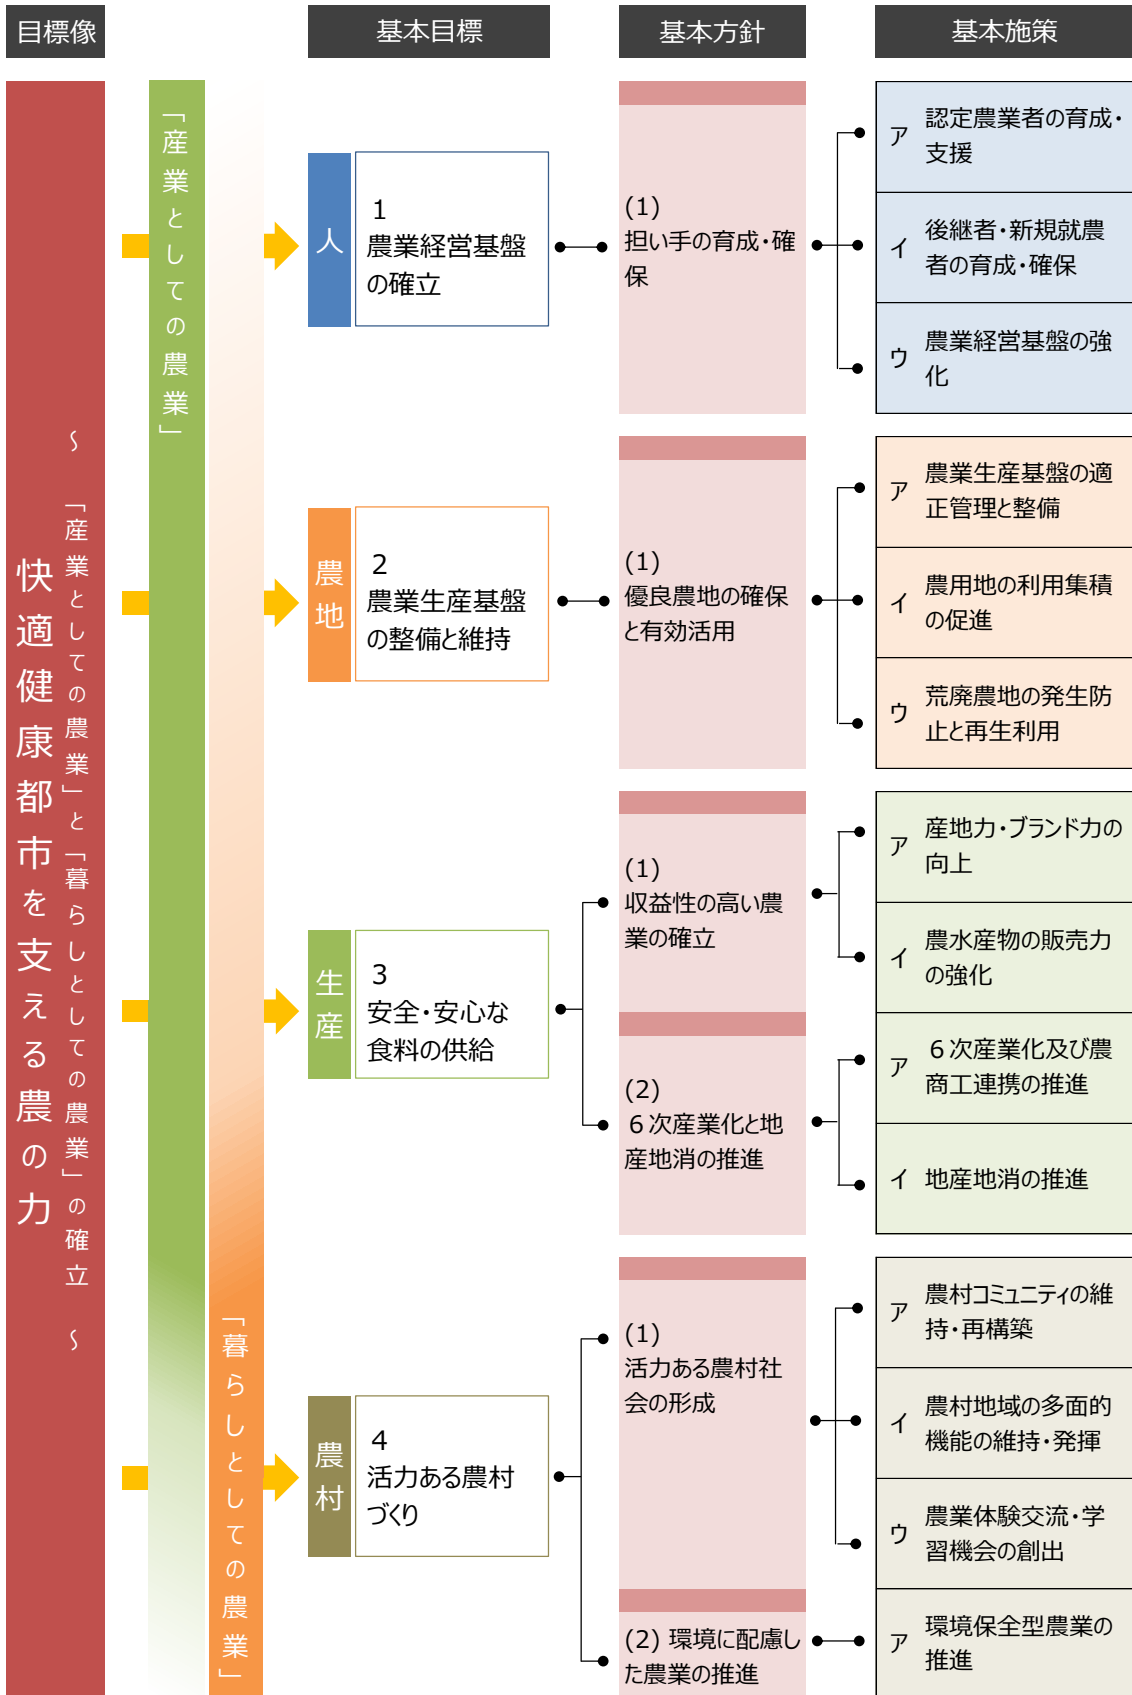 目標像
基本目標
基本方針
基本施策
快適健康都市を支える農の力
～ 「産業としての農業」と「暮らしとしての農業」の確立 ～
「産業としての農業」
「暮らしとしての農業」
人
1
農業経営基盤
の確立
(1)
担い手の育成・確
保
ア
認定農業者の育成・
支援
イ
後継者・新規就農
者の育成・確保
ウ
農業経営基盤の強
化
農地
2
農業生産基盤
の整備と維持
(1)
優良農地の確保
と有効活用
ア
農業生産基盤の適
正管理と整備
イ
農用地の利用集積
の促進
ウ
荒廃農地の発生防
止と再生利用
生産
3
安全・安心な
食料の供給
(1)
収益性の高い農
業の確立
ア
産地力・ブランド力の
向上
イ
農水産物の販売力
の強化
(2)
６次産業化と地
産地消の推進
ア
６次産業化及び農
商工連携の推進
イ
地産地消の推進
農村
4
活力ある農村
づくり
(1)
活力ある農村社
会の形成
ア
農村コミュニティの維
持・再構築
イ
農村地域の多面的
機能の維持・発揮
ウ
農業体験交流・学
習機会の創出
(2) 環境に配慮し
た農業の推進
ア
環境保全型農業の
推進